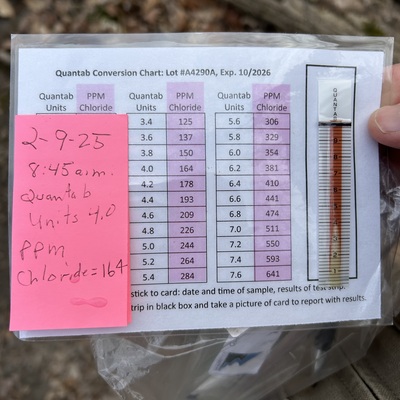 Quantab Conversion Chart: Lot #A4290A, Exp. 10/2026
Quantab Units PPM Chloride Quantab Units PPM Chloride Quantab Units PPM Chloride
3.4 125 5.6 306
3.6 137 5.8 329
3.8 150 6.0 354
4.0 164 6.2 381
4.2 178 6.4 410
4.4 193 6.6 441
4.6 209 6.8 474
4.8 226 7.0 511
5.0 244 7.2 550
5.2 264 7.4 593
5.4 284 7.6 641
stick to card: date and time of sample, results of test strip.
trip in black box and take a picture of card to report with results.
2-9-25
8:45 a.m.
Quantab
Units 4.0
PPM
Chloride = 164
QUANTAB